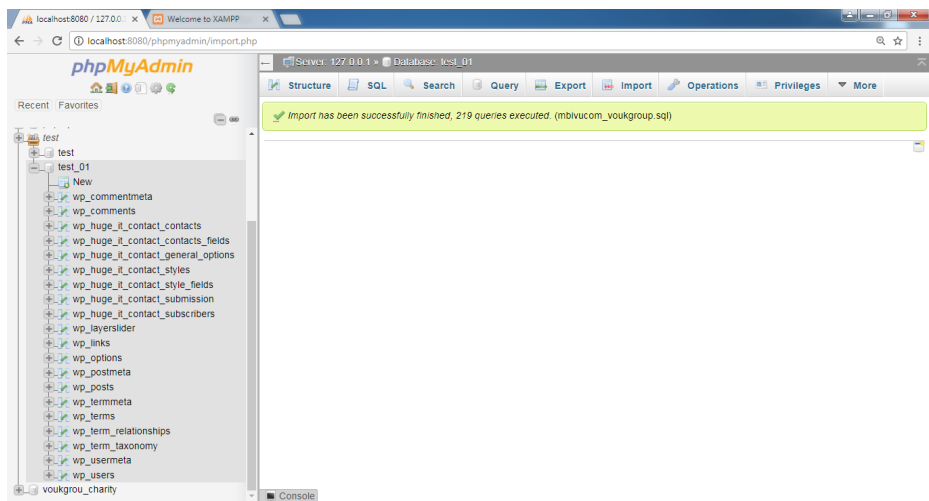 localhost:8080 / 127.0.0. Welcome to XAMPP
localhost:8080/phpmyadmin/import.php
phpMyAdmin
Recent Favorites
test
test
test_01
New
wp_commentmeta
wp_comments
wp_huge_it_contact_contacts
wp_huge_it_contact_contacts_fields
wp_huge_it_contact_general_options
wp_huge_it_contact_styles
wp_huge_it_contact_style_fields
wp_huge_it_contact_submission
wp_huge_it_contact_subscribers
wp_layerslider
wp_links
wp_options
wp_postmeta
wp_posts
wp_termmeta
wp_terms
wp_term_relationships
wp_term_taxonomy
wp_usermeta
wp_users
voukgrou_charity
Server: 127.0.0.1 » Database: test_01
Structure SQL Search Query Export Import Operations Privileges More
Import has been successfully finished, 219 queries executed. (mblvucom_voukgroup.sql)
Console